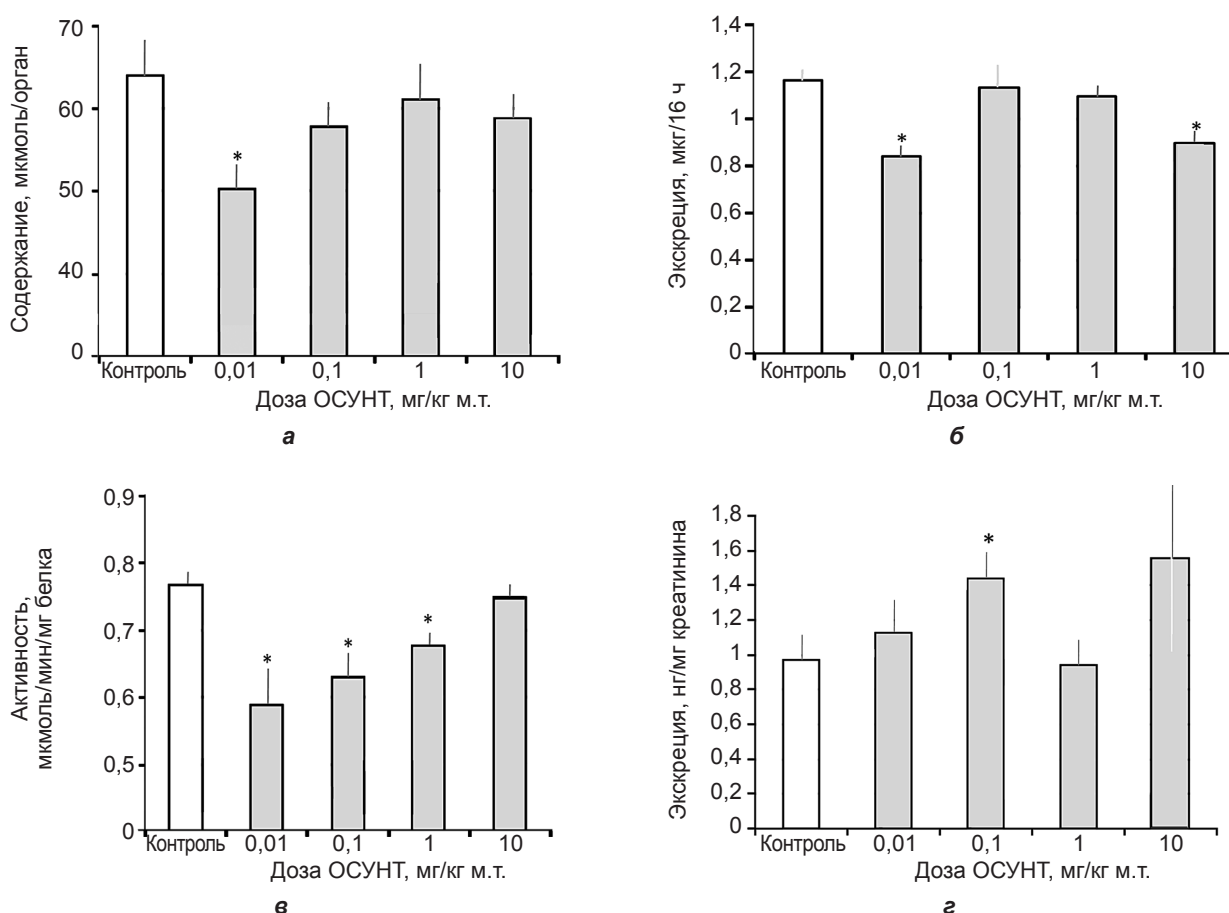 Содержание, мкмоль/орган
70
60
50
40
0
*
Контроль 0,01 0,1 1 10
Доза ОСУНТ, мг/кг м.т.
а
Экскреция, мкг/16 ч
1,4
1,2
1
0,8
0,6
0,4
0,2
0
* *
Контроль 0,01 0,1 1 10
Доза ОСУНТ, мг/кг м.т.
б
Активность,
мкмоль/мин/мг белка
0,9
0,8
0,7
0,6
0,5
0
* * *
Контроль 0,01 0,1 1 10
Доза ОСУНТ, мг/кг м.т.
в
Экскреция, нг/мг креатинина
1,8
1,6
1,4
1,2
1
0,8
0,6
0,4
0,2
0
*
Контроль 0,01 0,1 1 10
Доза ОСУНТ, мг/кг м.т.
г